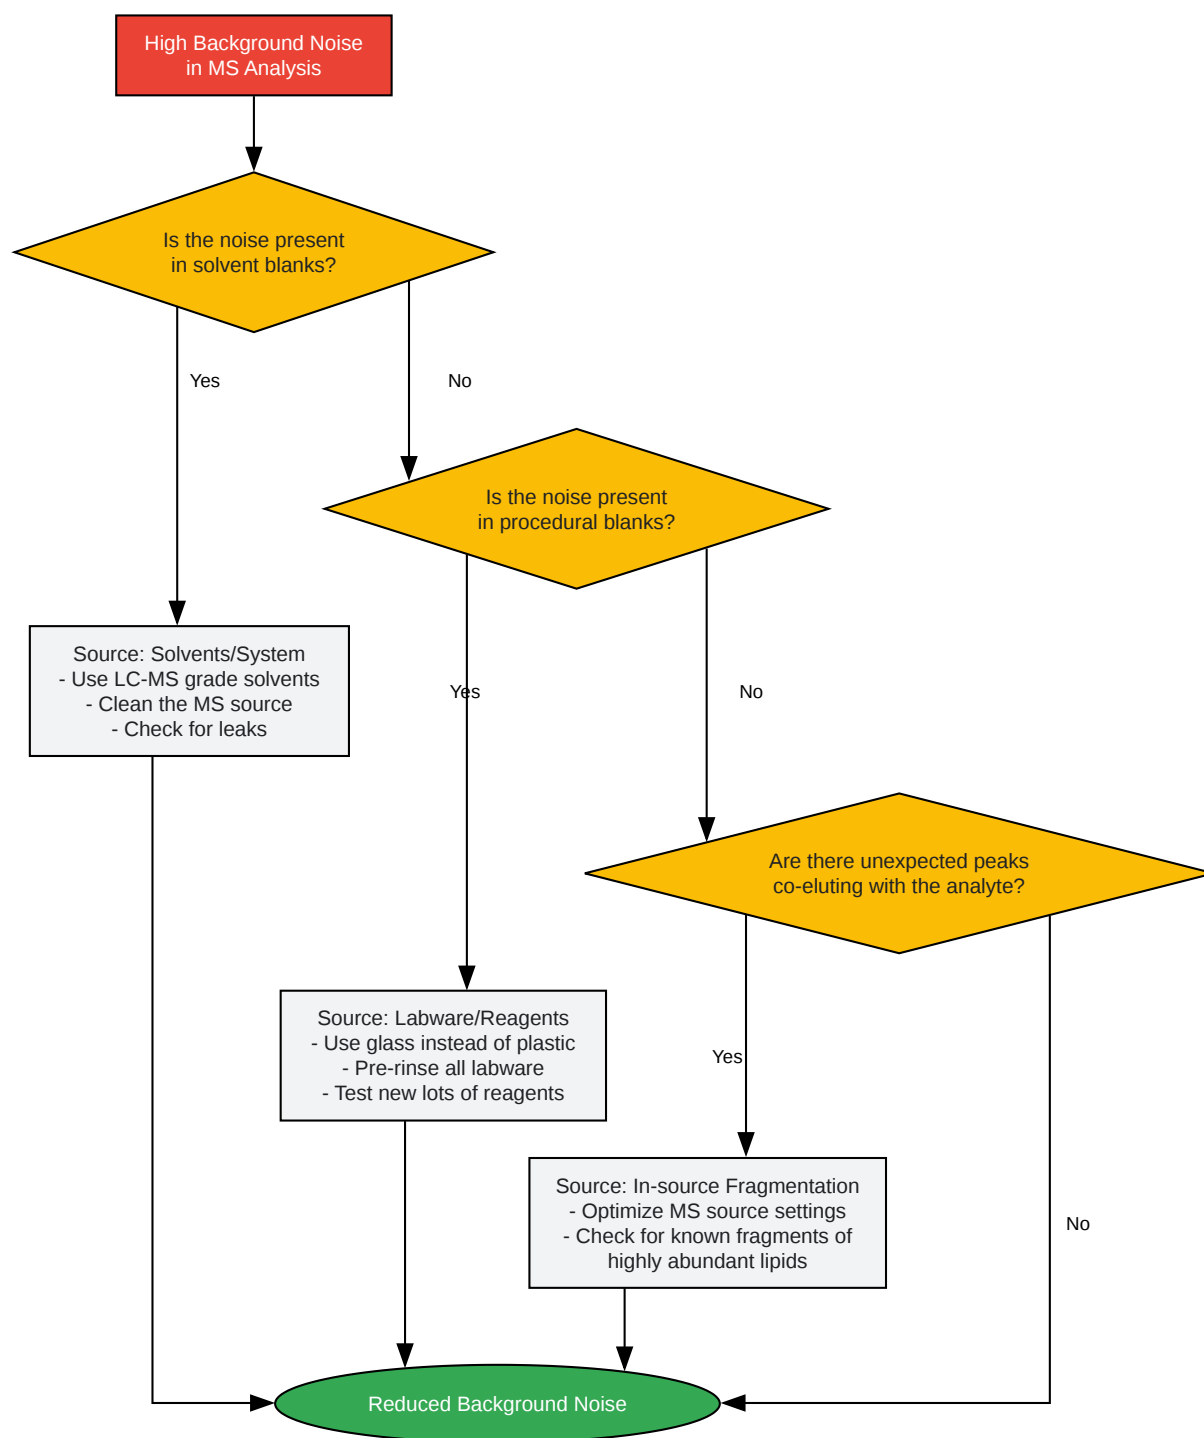 High Background Noise
in MS Analysis
Is the noise present
in solvent blanks?
Yes
No
Is the noise present
in procedural blanks?
Source: Solvents/System
- Use LC-MS grade solvents
- Clean the MS source
- Check for leaks
Yes
No
Are there unexpected peaks
co-eluting with the analyte?
Source: Labware/Reagents
- Use glass instead of plastic
- Pre-rinse all labware
- Test new lots of reagents
Yes
Source: In-source Fragmentation
- Optimize MS source settings
- Check for known fragments of
highly abundant lipids
No
Reduced Background Noise